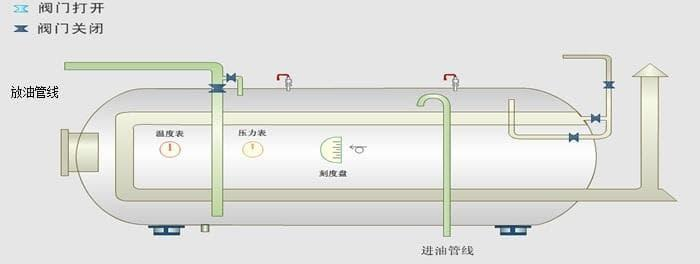 阀门打开
阀门关闭
放油管线
温度表
压力表
刻度盘
进油管线